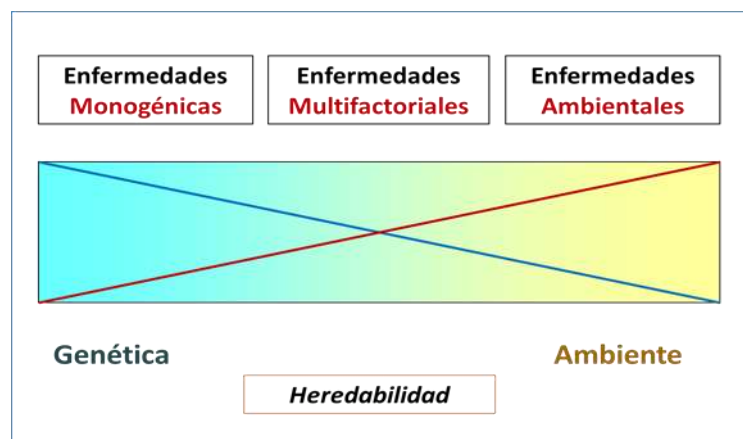 Enfermedades
Monogénicas
Enfermedades
Multifactoriales
Enfermedades
Ambientales
Genética
Ambiente
Heredabilidad